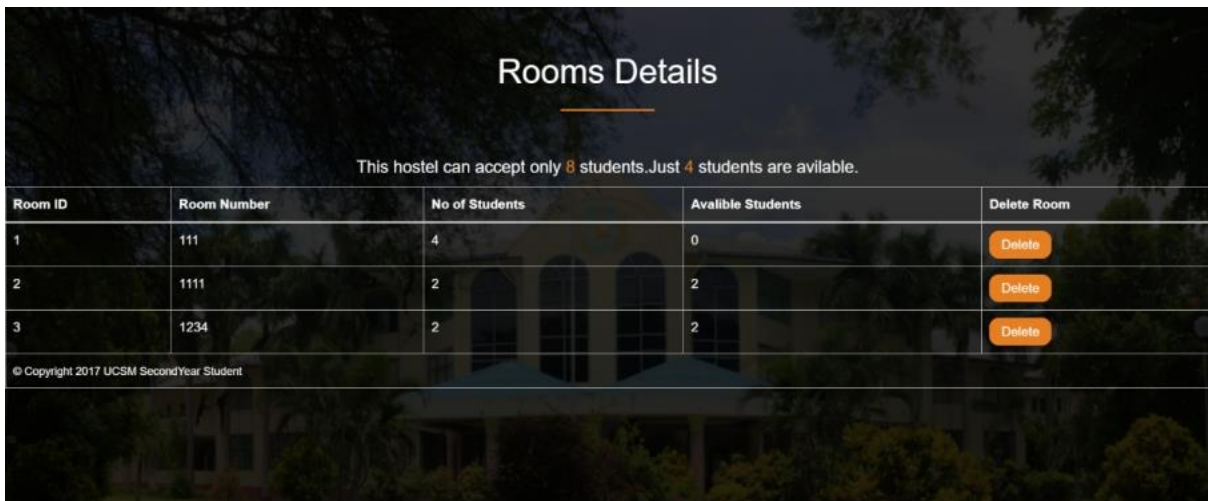 Rooms Details
This hostel can accept only 8 students.Just 4 students are avilable.
Room ID Room Number No of Students Avalible Students Delete Room
1 111 4 0 Delete
2 1111 2 2 Delete
3 1234 2 2 Delete
© Copyright 2017 UCSM SecondYear Student